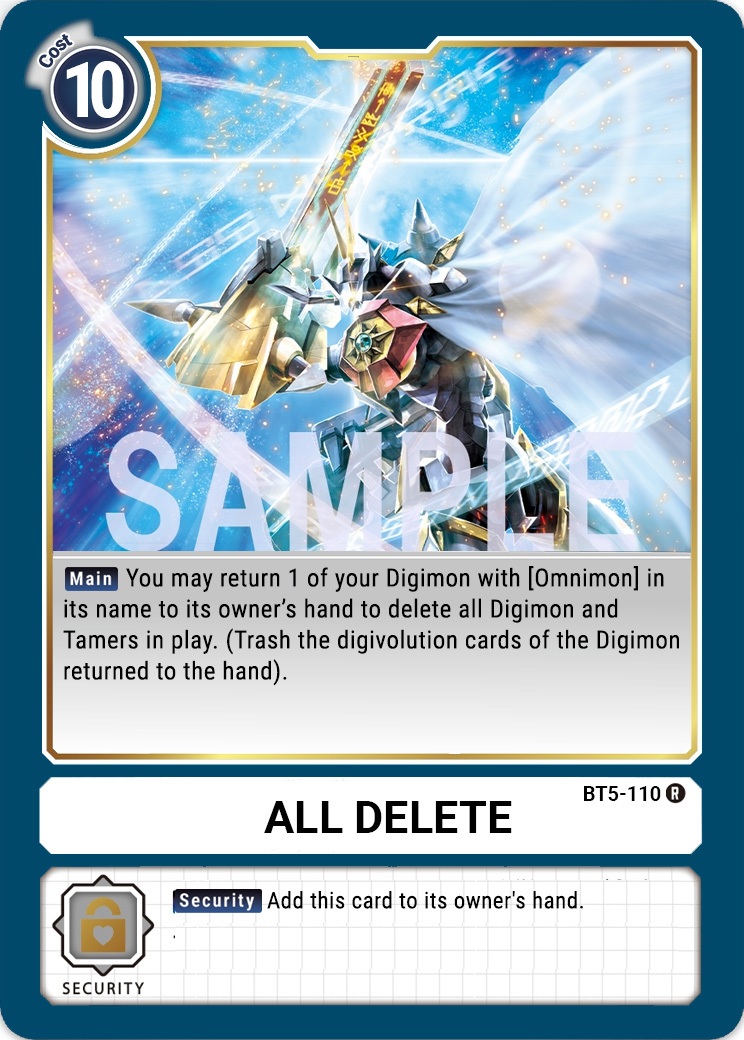 Cost
10
SAMPLE
Main You may return 1 of your Digimon with [Omnimon] in
its name to its owner’s hand to delete all Digimon and
Tamers in play. (Trash the digivolution cards of the Digimon
returned to the hand).
BT5-110 R
ALL DELETE
Security Add this card to its owner's hand.
SECURITY